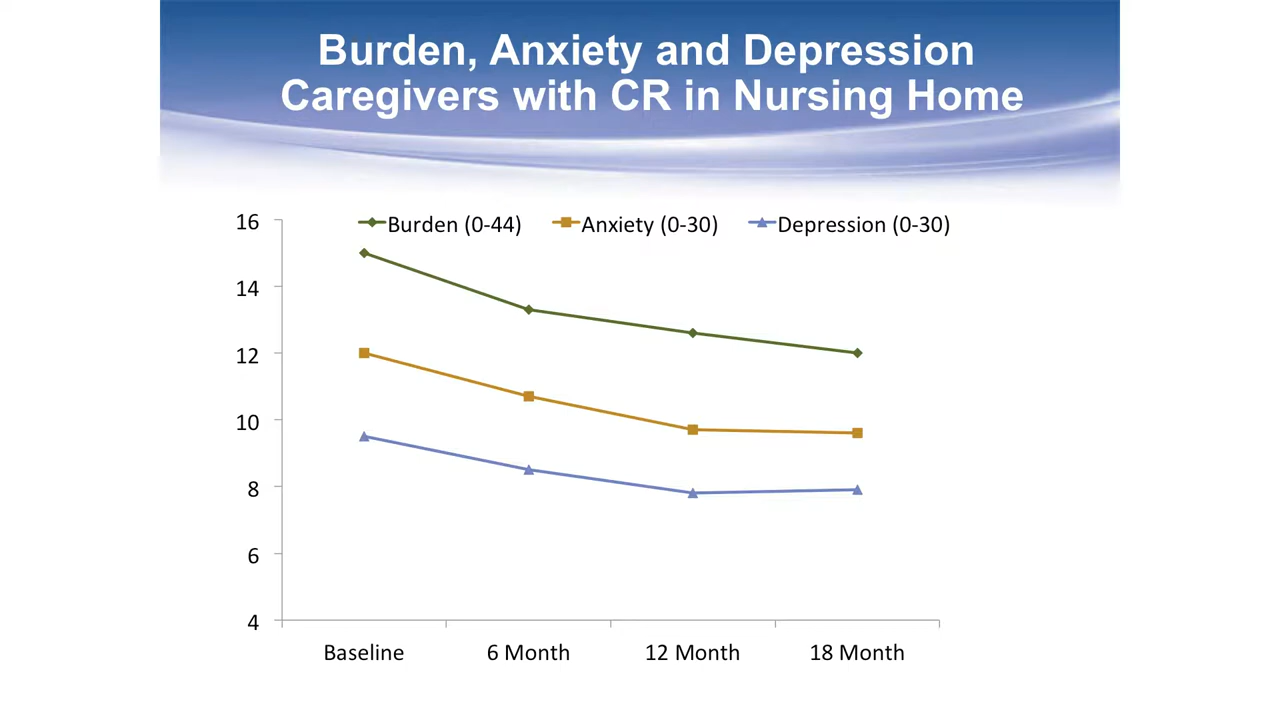 Burden, Anxiety and Depression
Caregivers with CR in Nursing Home
Burden (0-44) Anxiety (0-30) Depression (0-30)
16
14
12
10
8
6
4
Baseline 6 Month 12 Month 18 Month